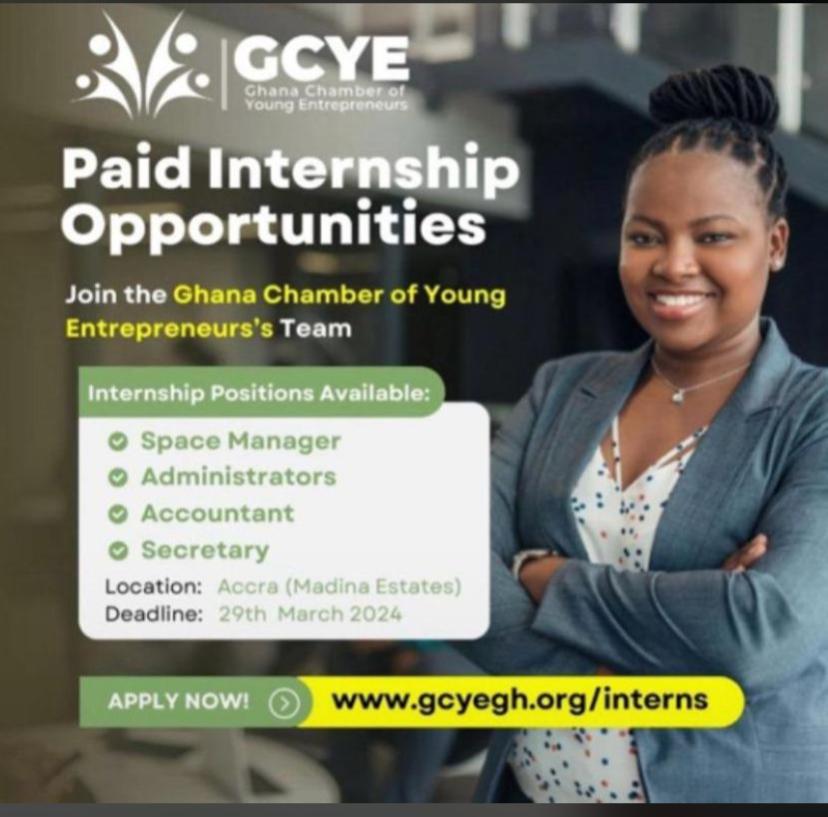 GCYE
Ghana Chamber of
Young Entrepreneurs
Paid Internship
Opportunities
Join the Ghana Chamber of Young
Entrepreneurs's Team
Internship Positions Available:
Space Manager
Administrators
Accountant
Secretary
Location: Accra (Madina Estates)
Deadline: 29th March 2024
APPLY NOW! www.gcyegh.org/interns